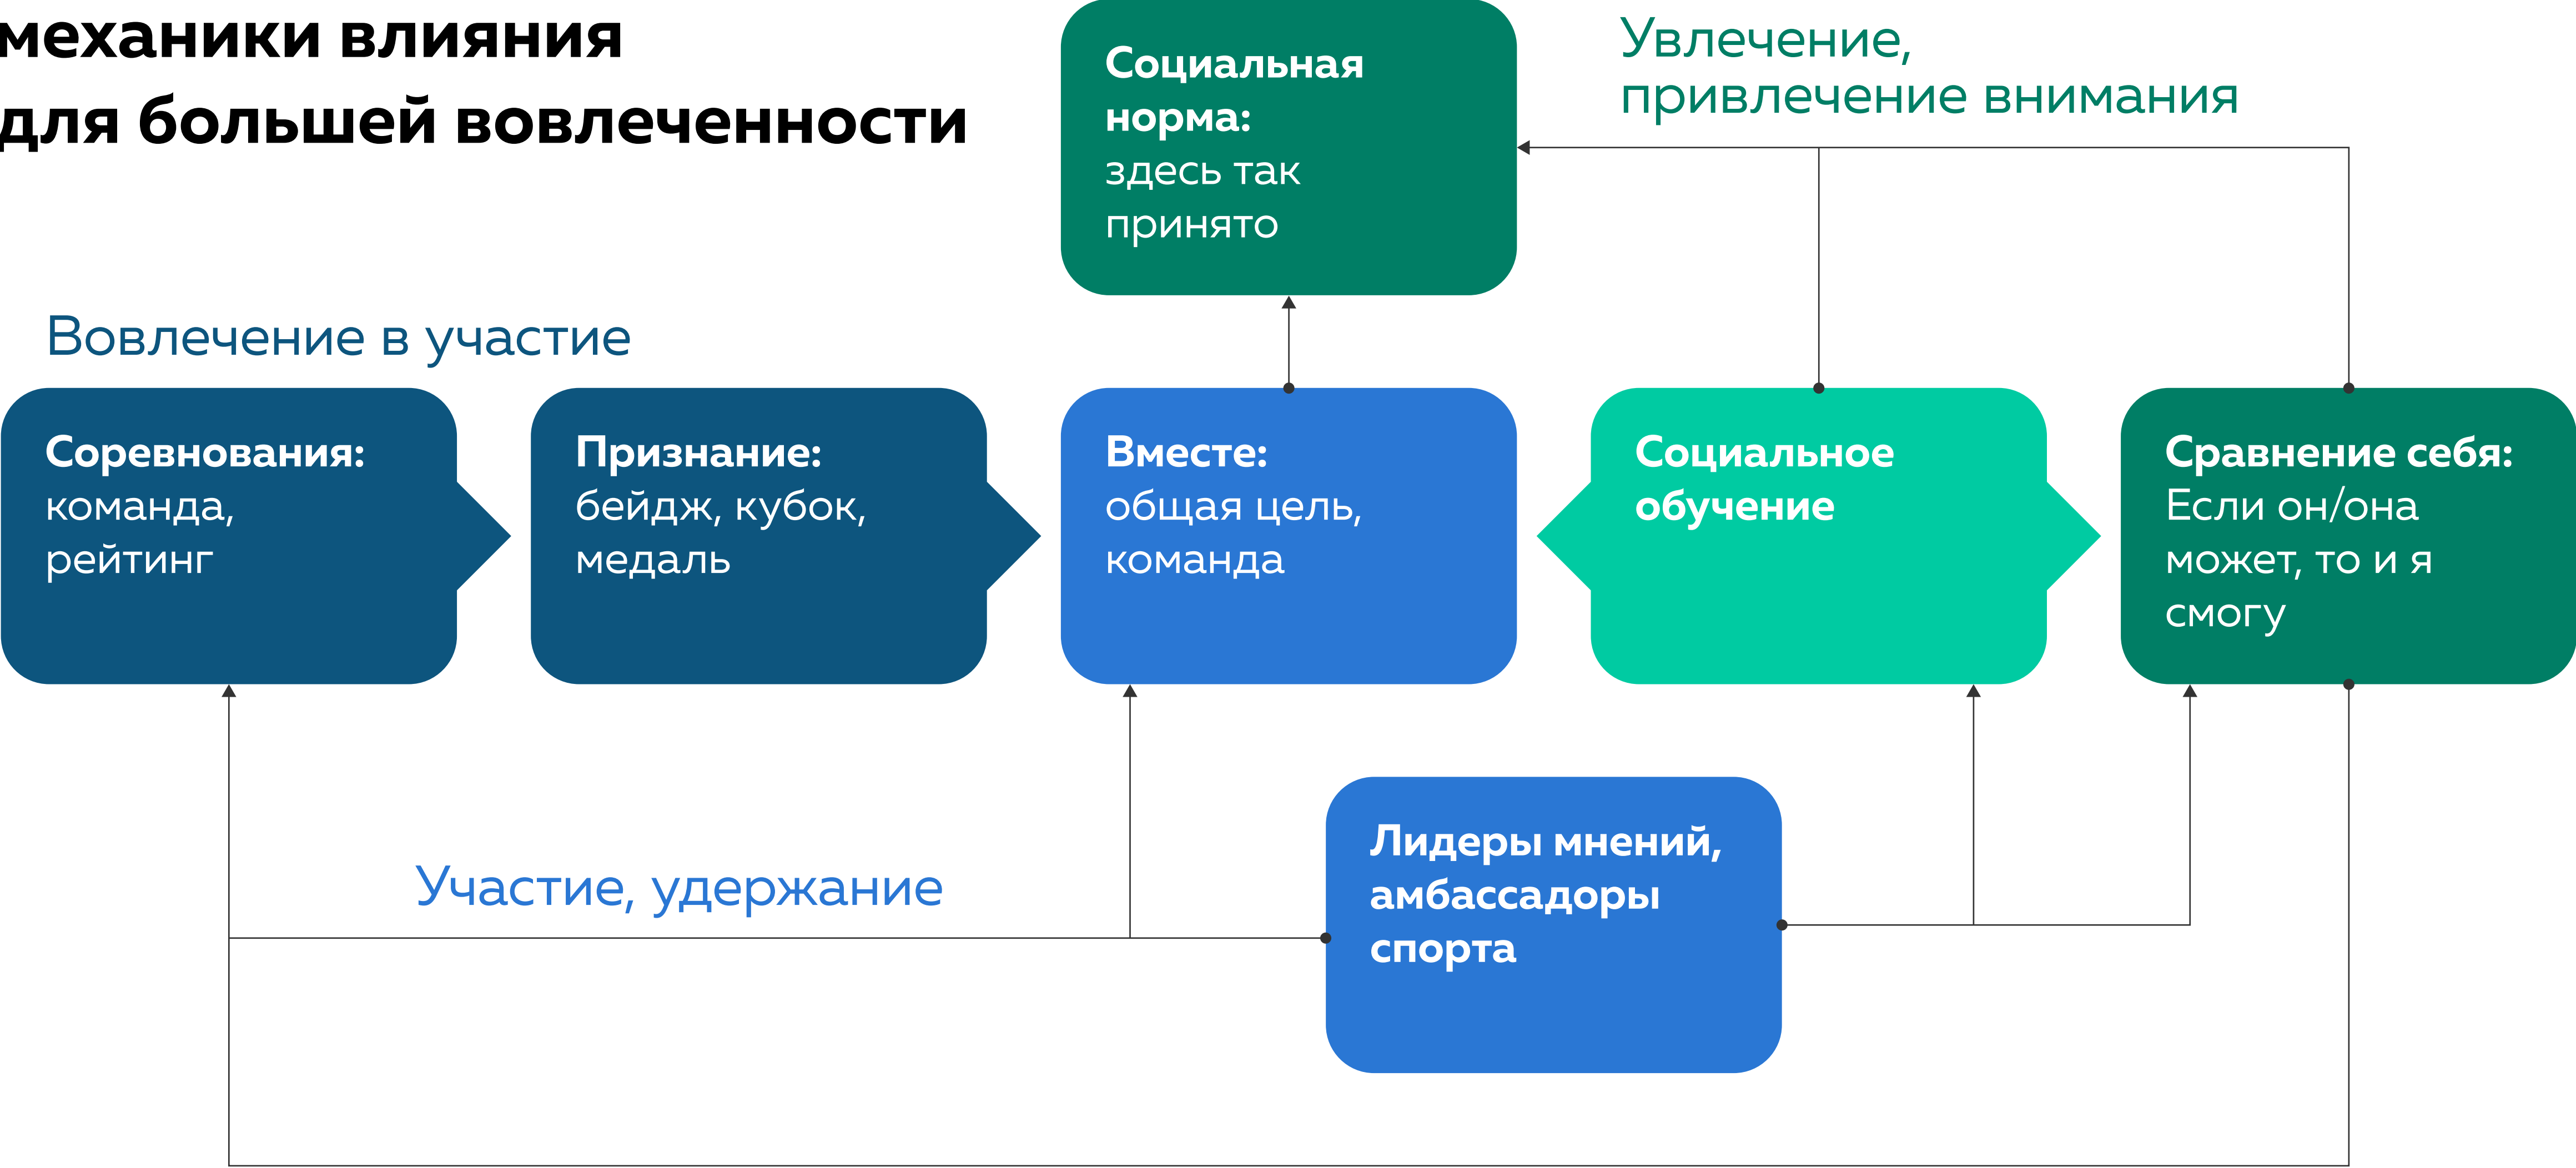 механики влияния
для большей вовлеченности
Социальная
норма:
здесь так
принято
Увлечение,
привлечение внимания
Вовлечение в участие
Соревнования:
команда,
рейтинг
Признание:
бейдж, кубок,
медаль
Вместе:
общая цель,
команда
Социальное
обучение
Сравнение себя:
Если он/она
может, то и я
смогу
Участие, удержание
Лидеры мнений,
амбассадоры
спорта